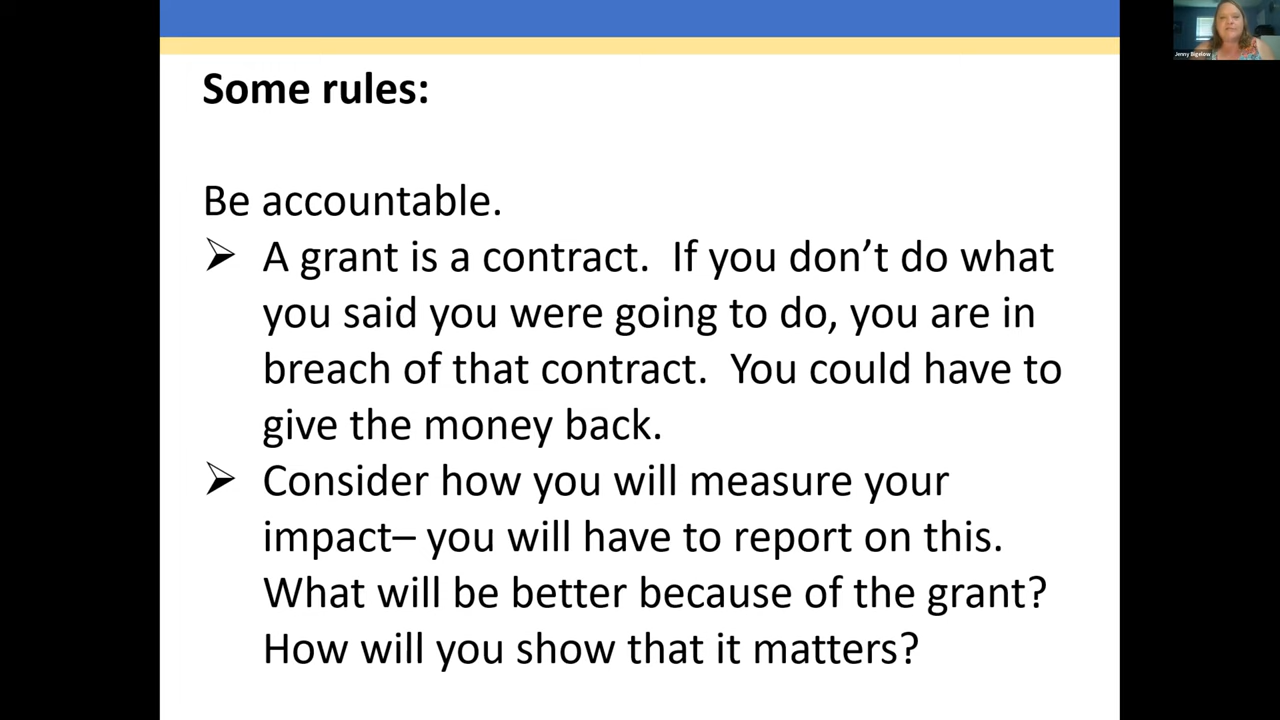 Some rules:
Be accountable.
➢ A grant is a contract.  If you don’t do what
you said you were going to do, you are in
breach of that contract.  You could have to
give the money back.
➢ Consider how you will measure your
impact– you will have to report on this.
What will be better because of the grant?
How will you show that it matters?
Jenny Bigelow